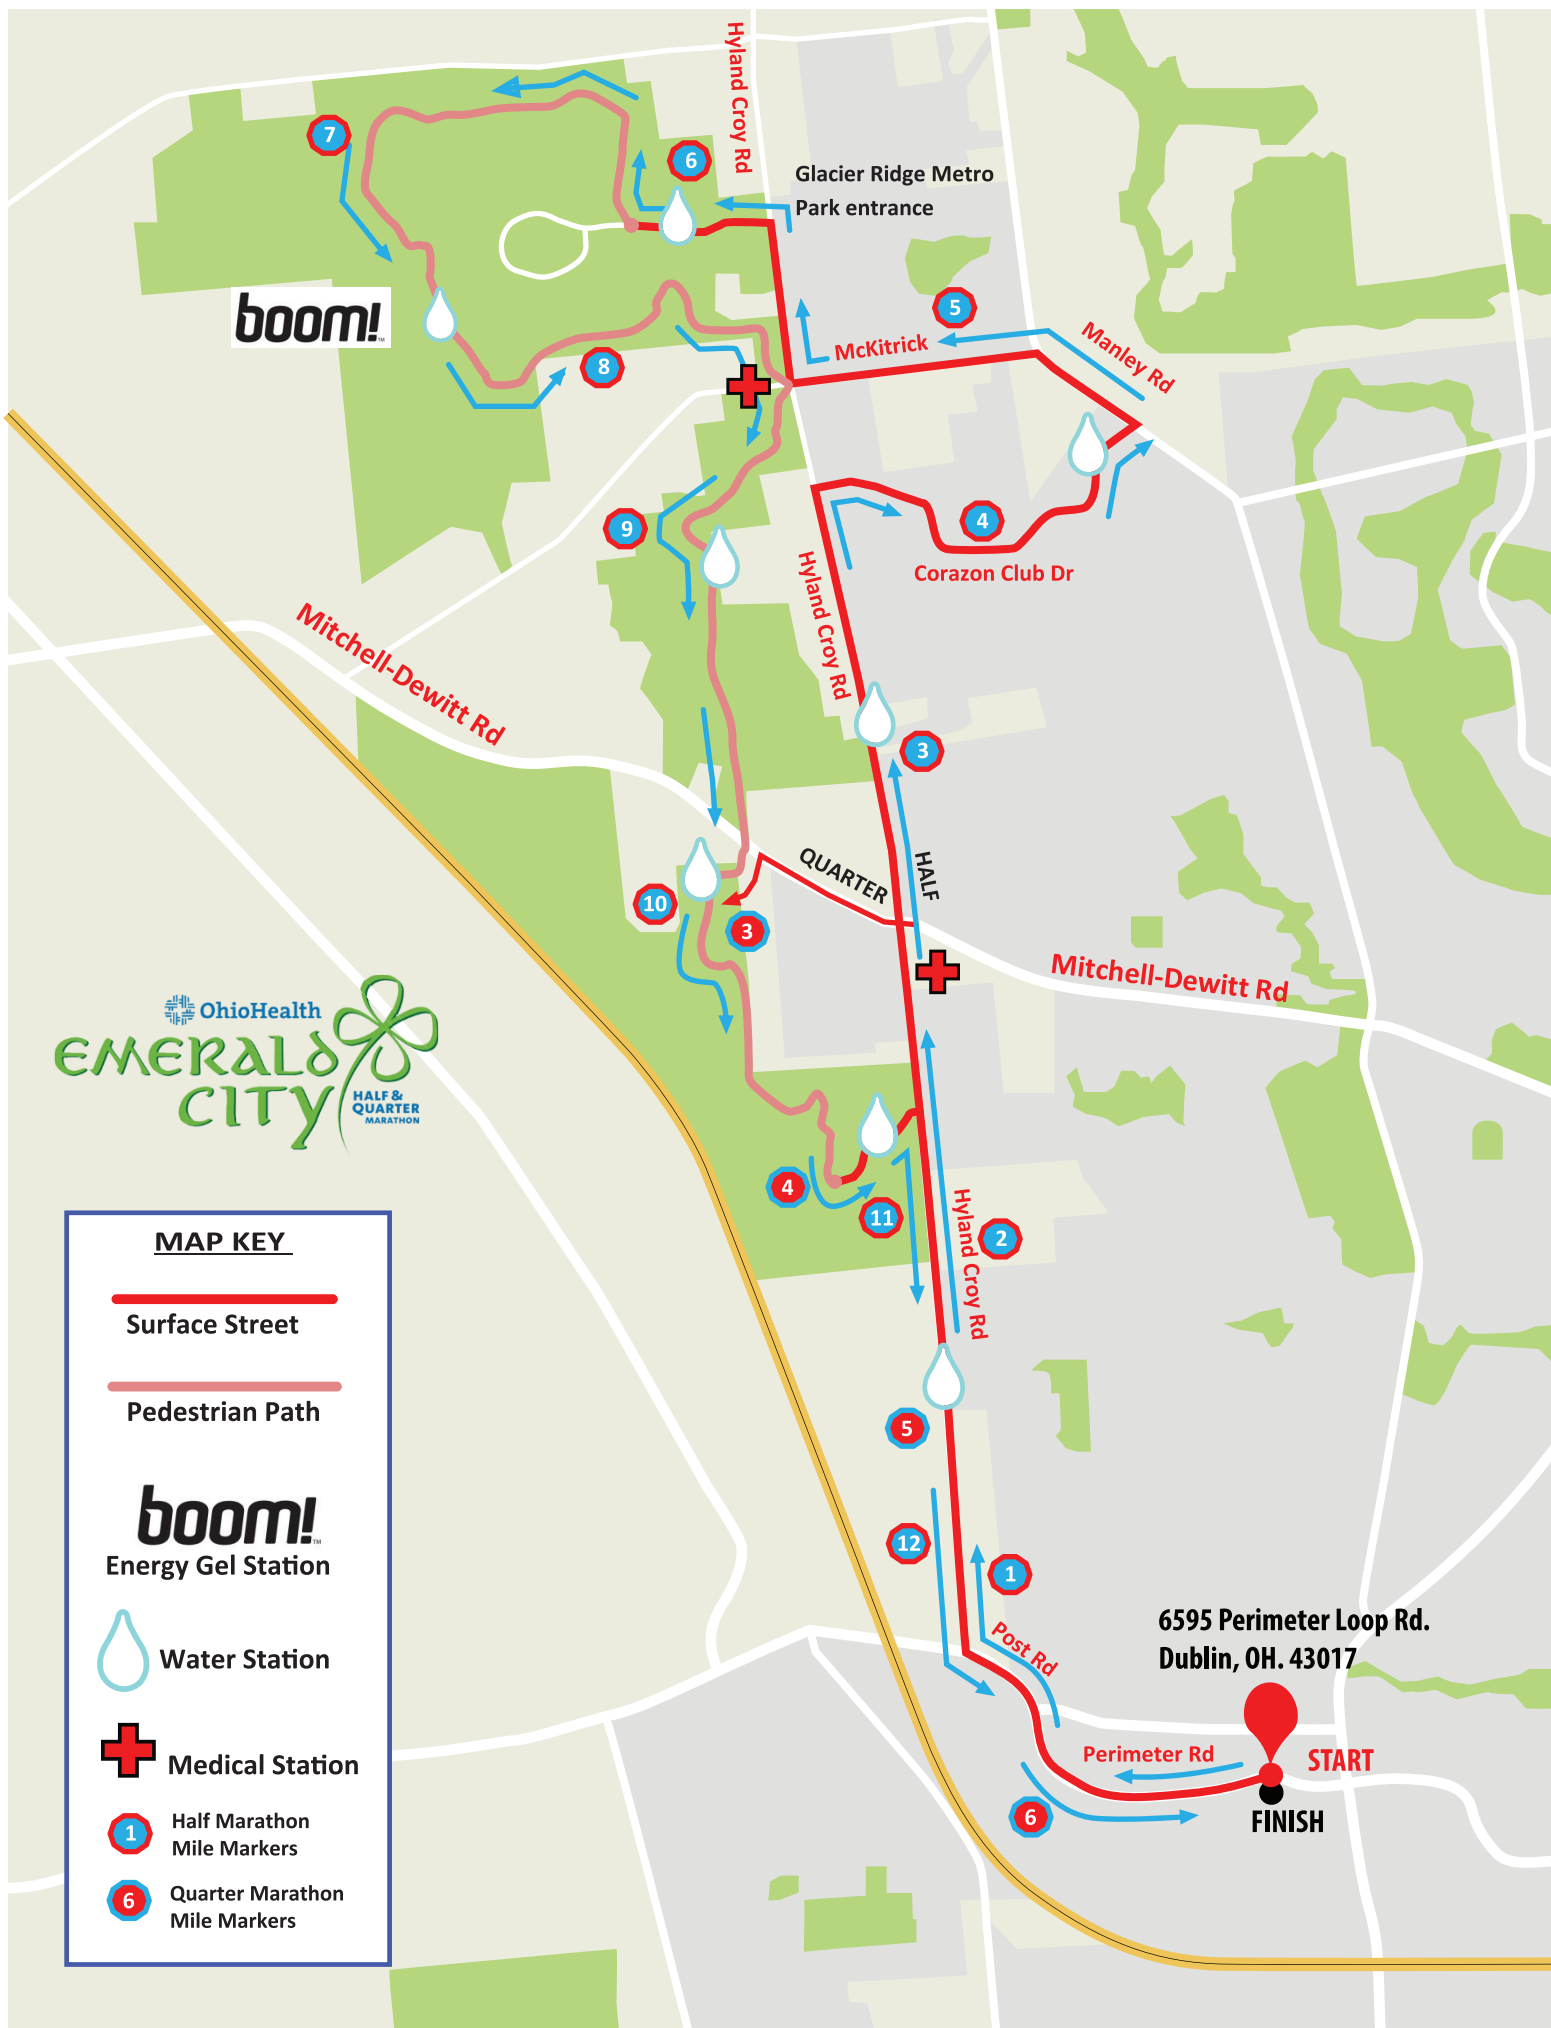 Hyland Croy Rd
7
6
Glacier Ridge Metro
Park entrance
boom!
TM
5
McKitrick
Manley Rd
8
9
4
Corazon Club Dr
Hyland Croy Rd
Mitchell-Dewitt Rd
3
QUARTER
HALF
10
3
Mitchell-Dewitt Rd
OhioHealth
EMERALD
CITY
HALF &
QUARTER
MARATHON
4
11
2
Hyland Croy Rd
5
12
1
Post Rd
6595 Perimeter Loop Rd.
Dublin, OH. 43017
Perimeter Rd
START
6
FINISH
MAP KEY
Surface Street
Pedestrian Path
boom!
TM
Energy Gel Station
Water Station
Medical Station
1
Half Marathon
Mile Markers
6
Quarter Marathon
Mile Markers